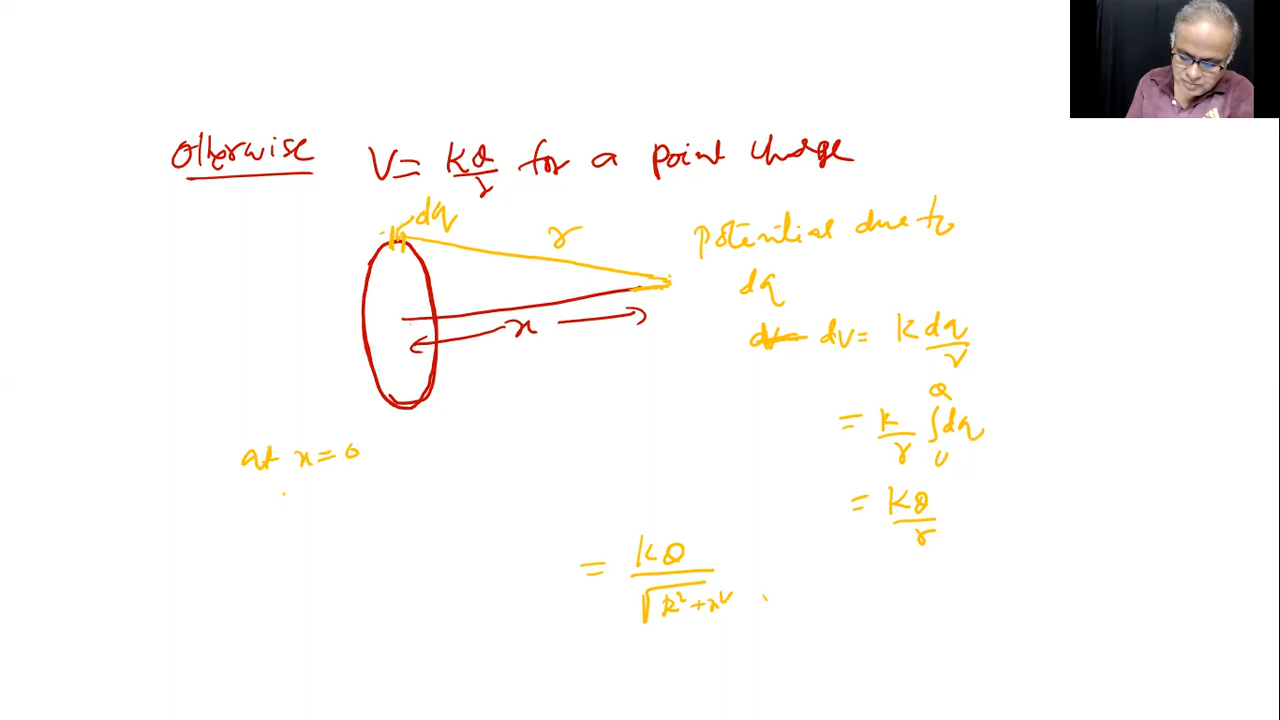 Otherwise V = KQ/r for a point charge
dq
r
potential due to
dq
x
dV = K dq/r
= K/r ∫₀^Q dq
at x = 0
= KQ/r
= KQ/√(R²+x²)